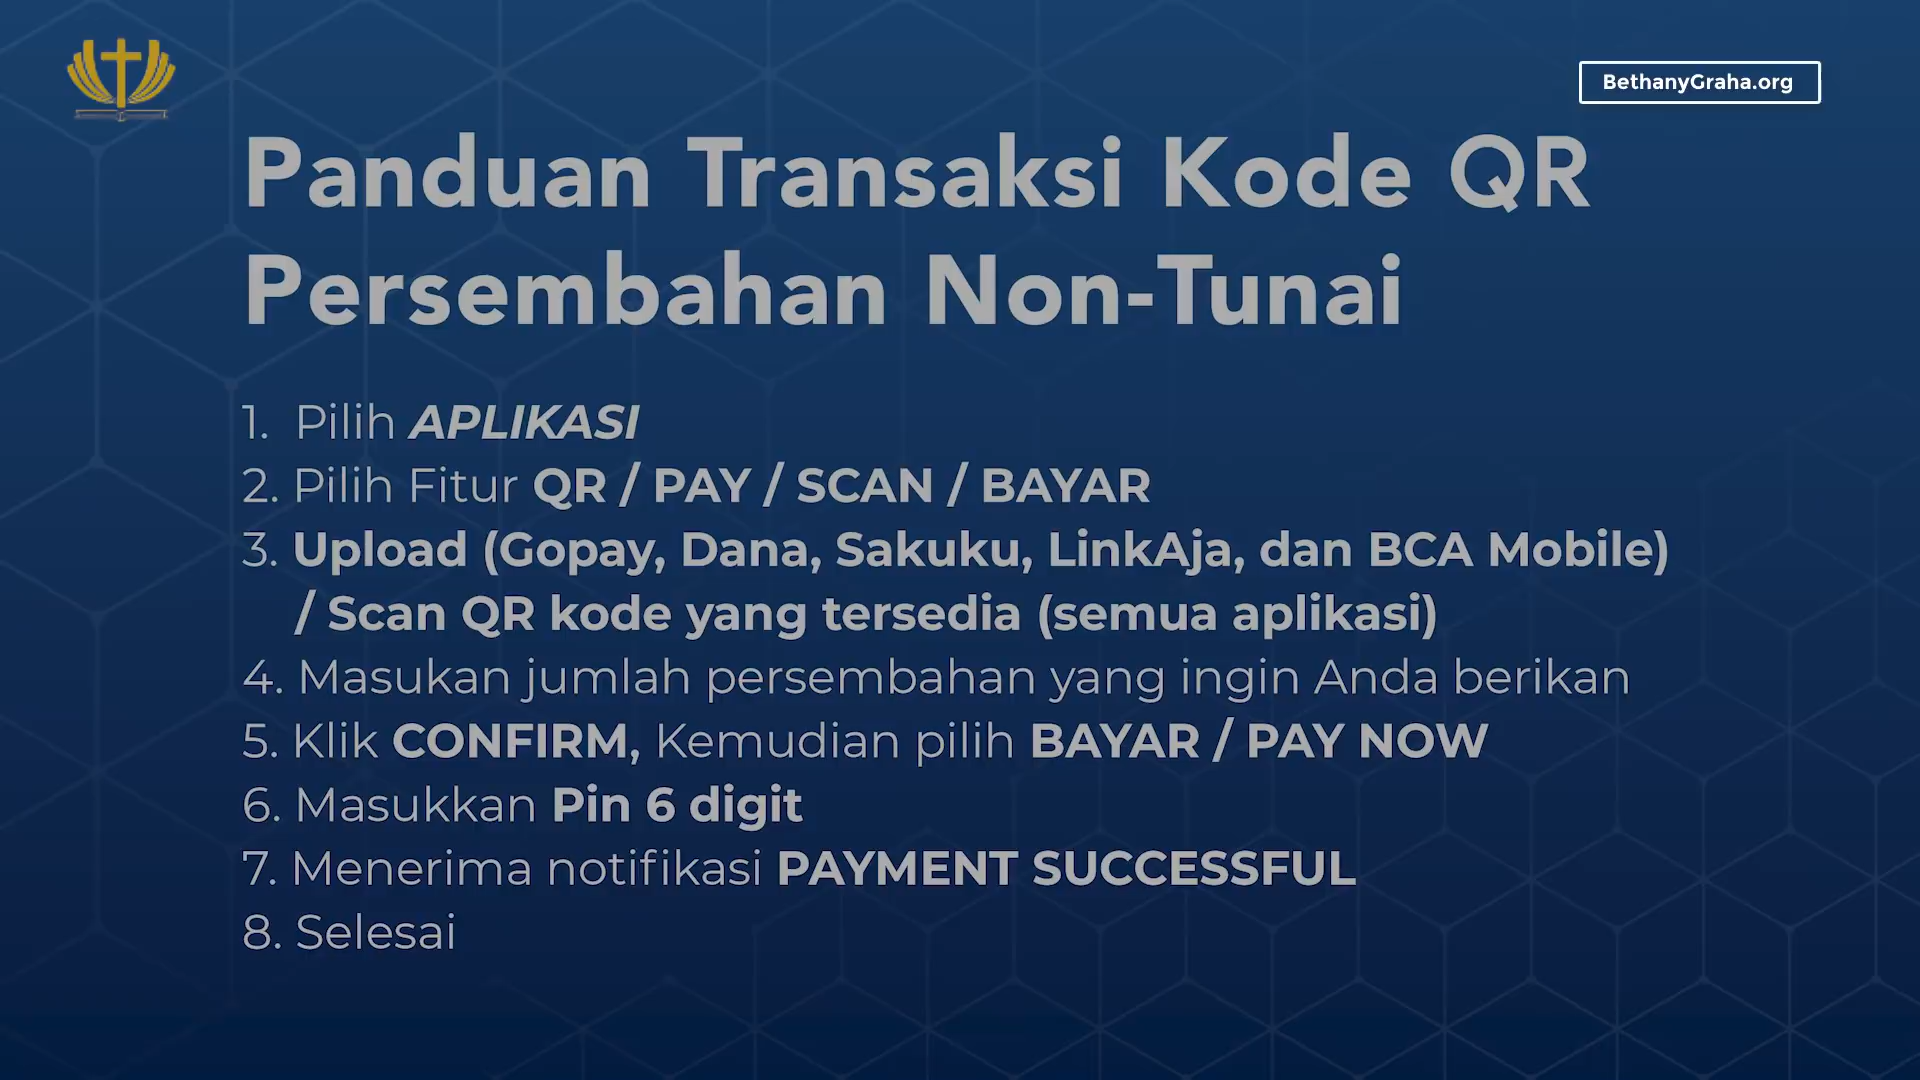 BethanyGraha.org
Panduan Transaksi Kode QR
Persembahan Non-Tunai
1. Pilih APLIKASI
2. Pilih Fitur QR / PAY / SCAN / BAYAR
3. Upload (Gopay, Dana, Sakuku, LinkAja, dan BCA Mobile)
/ Scan QR kode yang tersedia (semua aplikasi)
4. Masukan jumlah persembahan yang ingin Anda berikan
5. Klik CONFIRM, Kemudian pilih BAYAR / PAY NOW
6. Masukkan Pin 6 digit
7. Menerima notifikasi PAYMENT SUCCESSFUL
8. Selesai